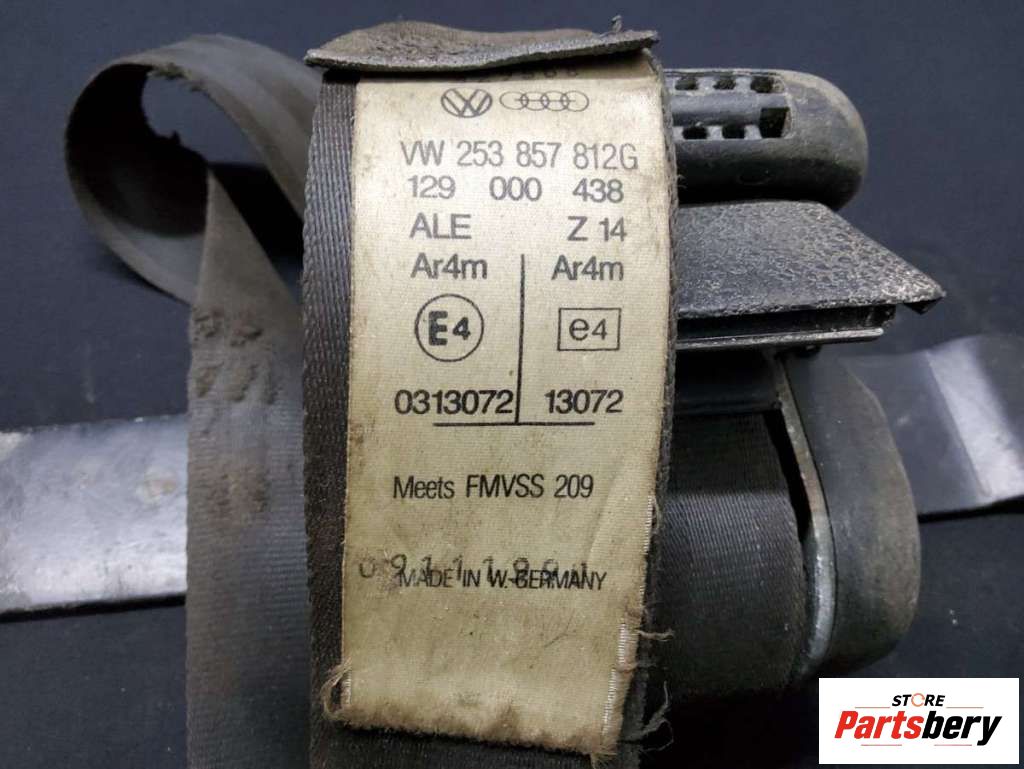 VW 253 857 812G
129 000 438
ALE Z 14
Ar4m Ar4m
E4 e4
0313072 13072
Meets FMVSS 209
MADE IN W.-GERMANY
STORE
Partsbery